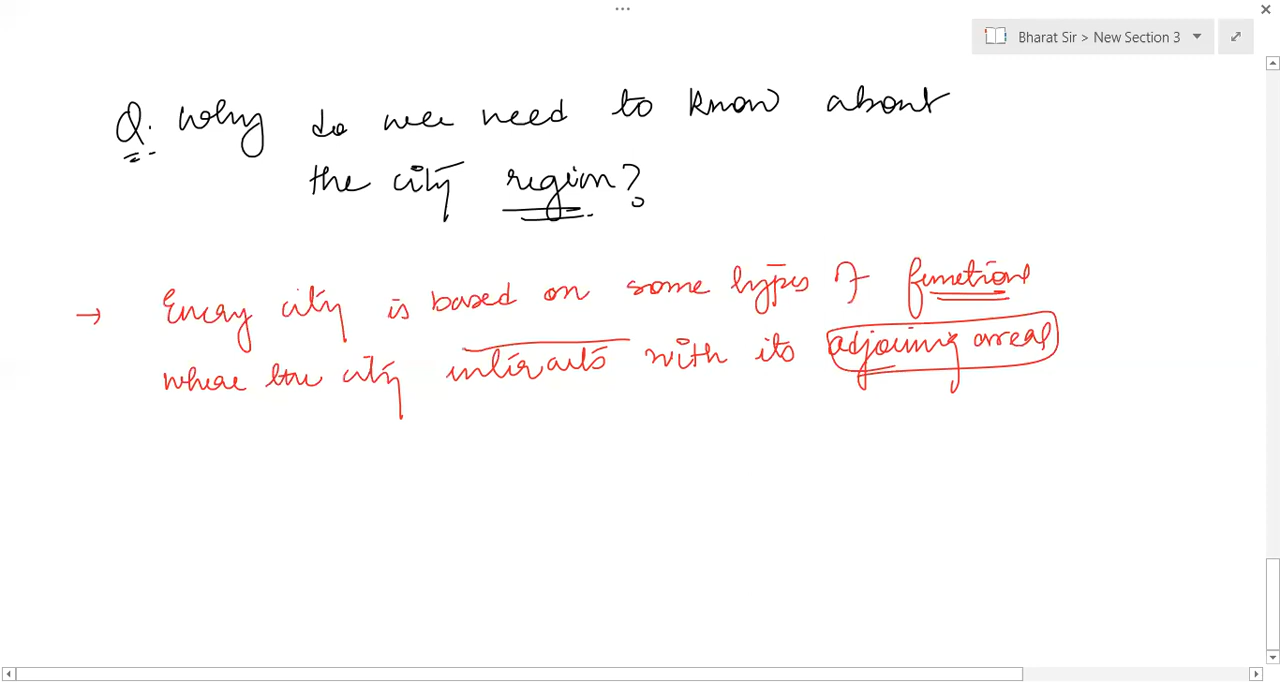 Bharat Sir > New Section 3
Q. Why do we need to know about
the city region?
→ Every city is based on some types of functions
where the city interacts with its adjoining areas